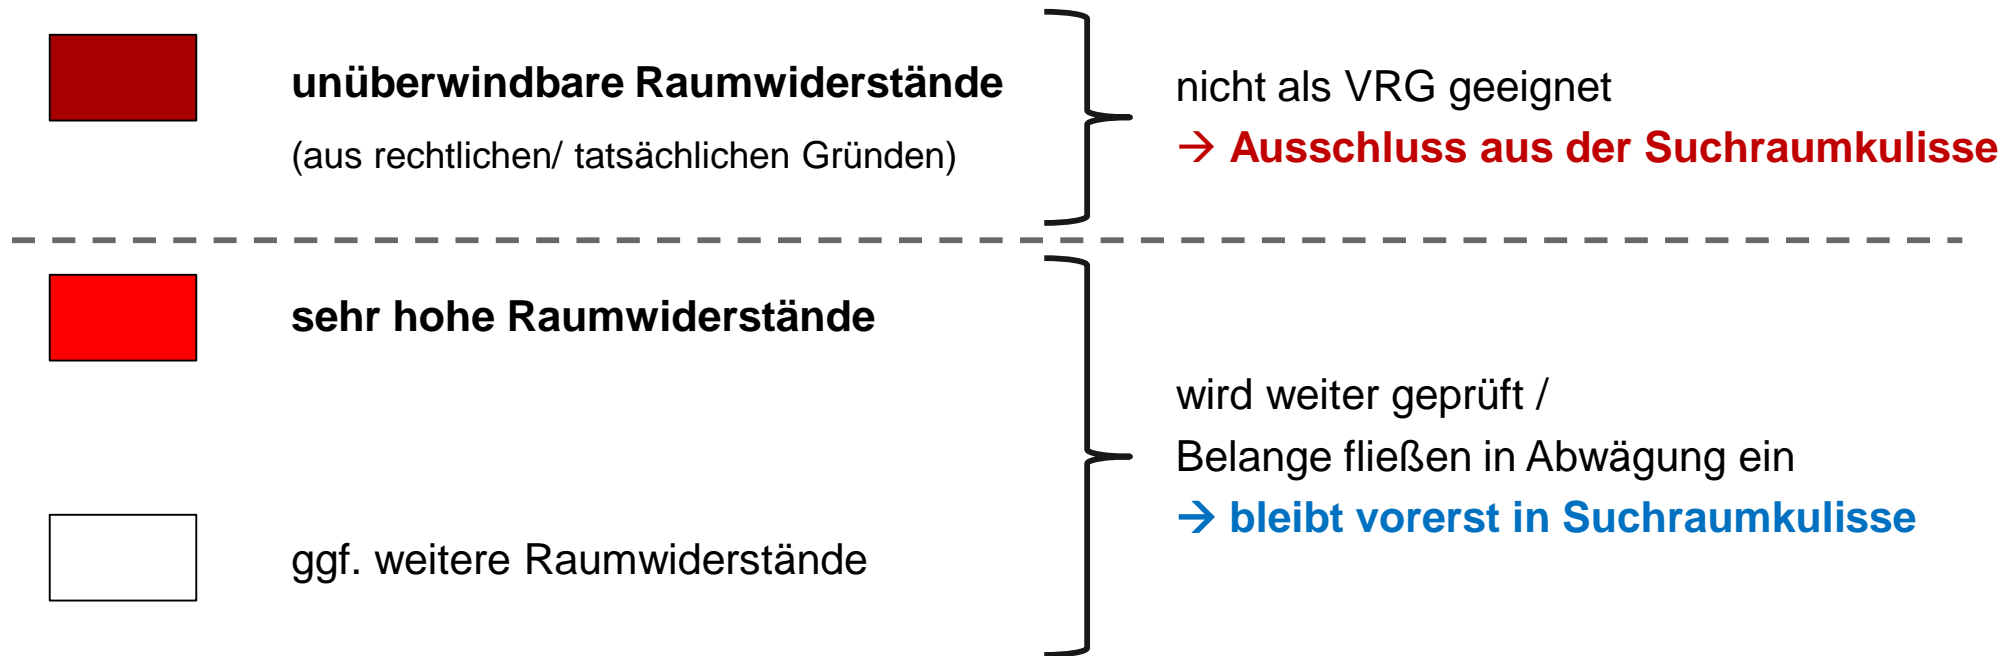 unüberwindbare Raumwiderstände
(aus rechtlichen/ tatsächlichen Gründen)
nicht als VRG geeignet
→ Ausschluss aus der Suchraumkulisse
sehr hohe Raumwiderstände
ggf. weitere Raumwiderstände
wird weiter geprüft /
Belange fließen in Abwägung ein
→ bleibt vorerst in Suchraumkulisse